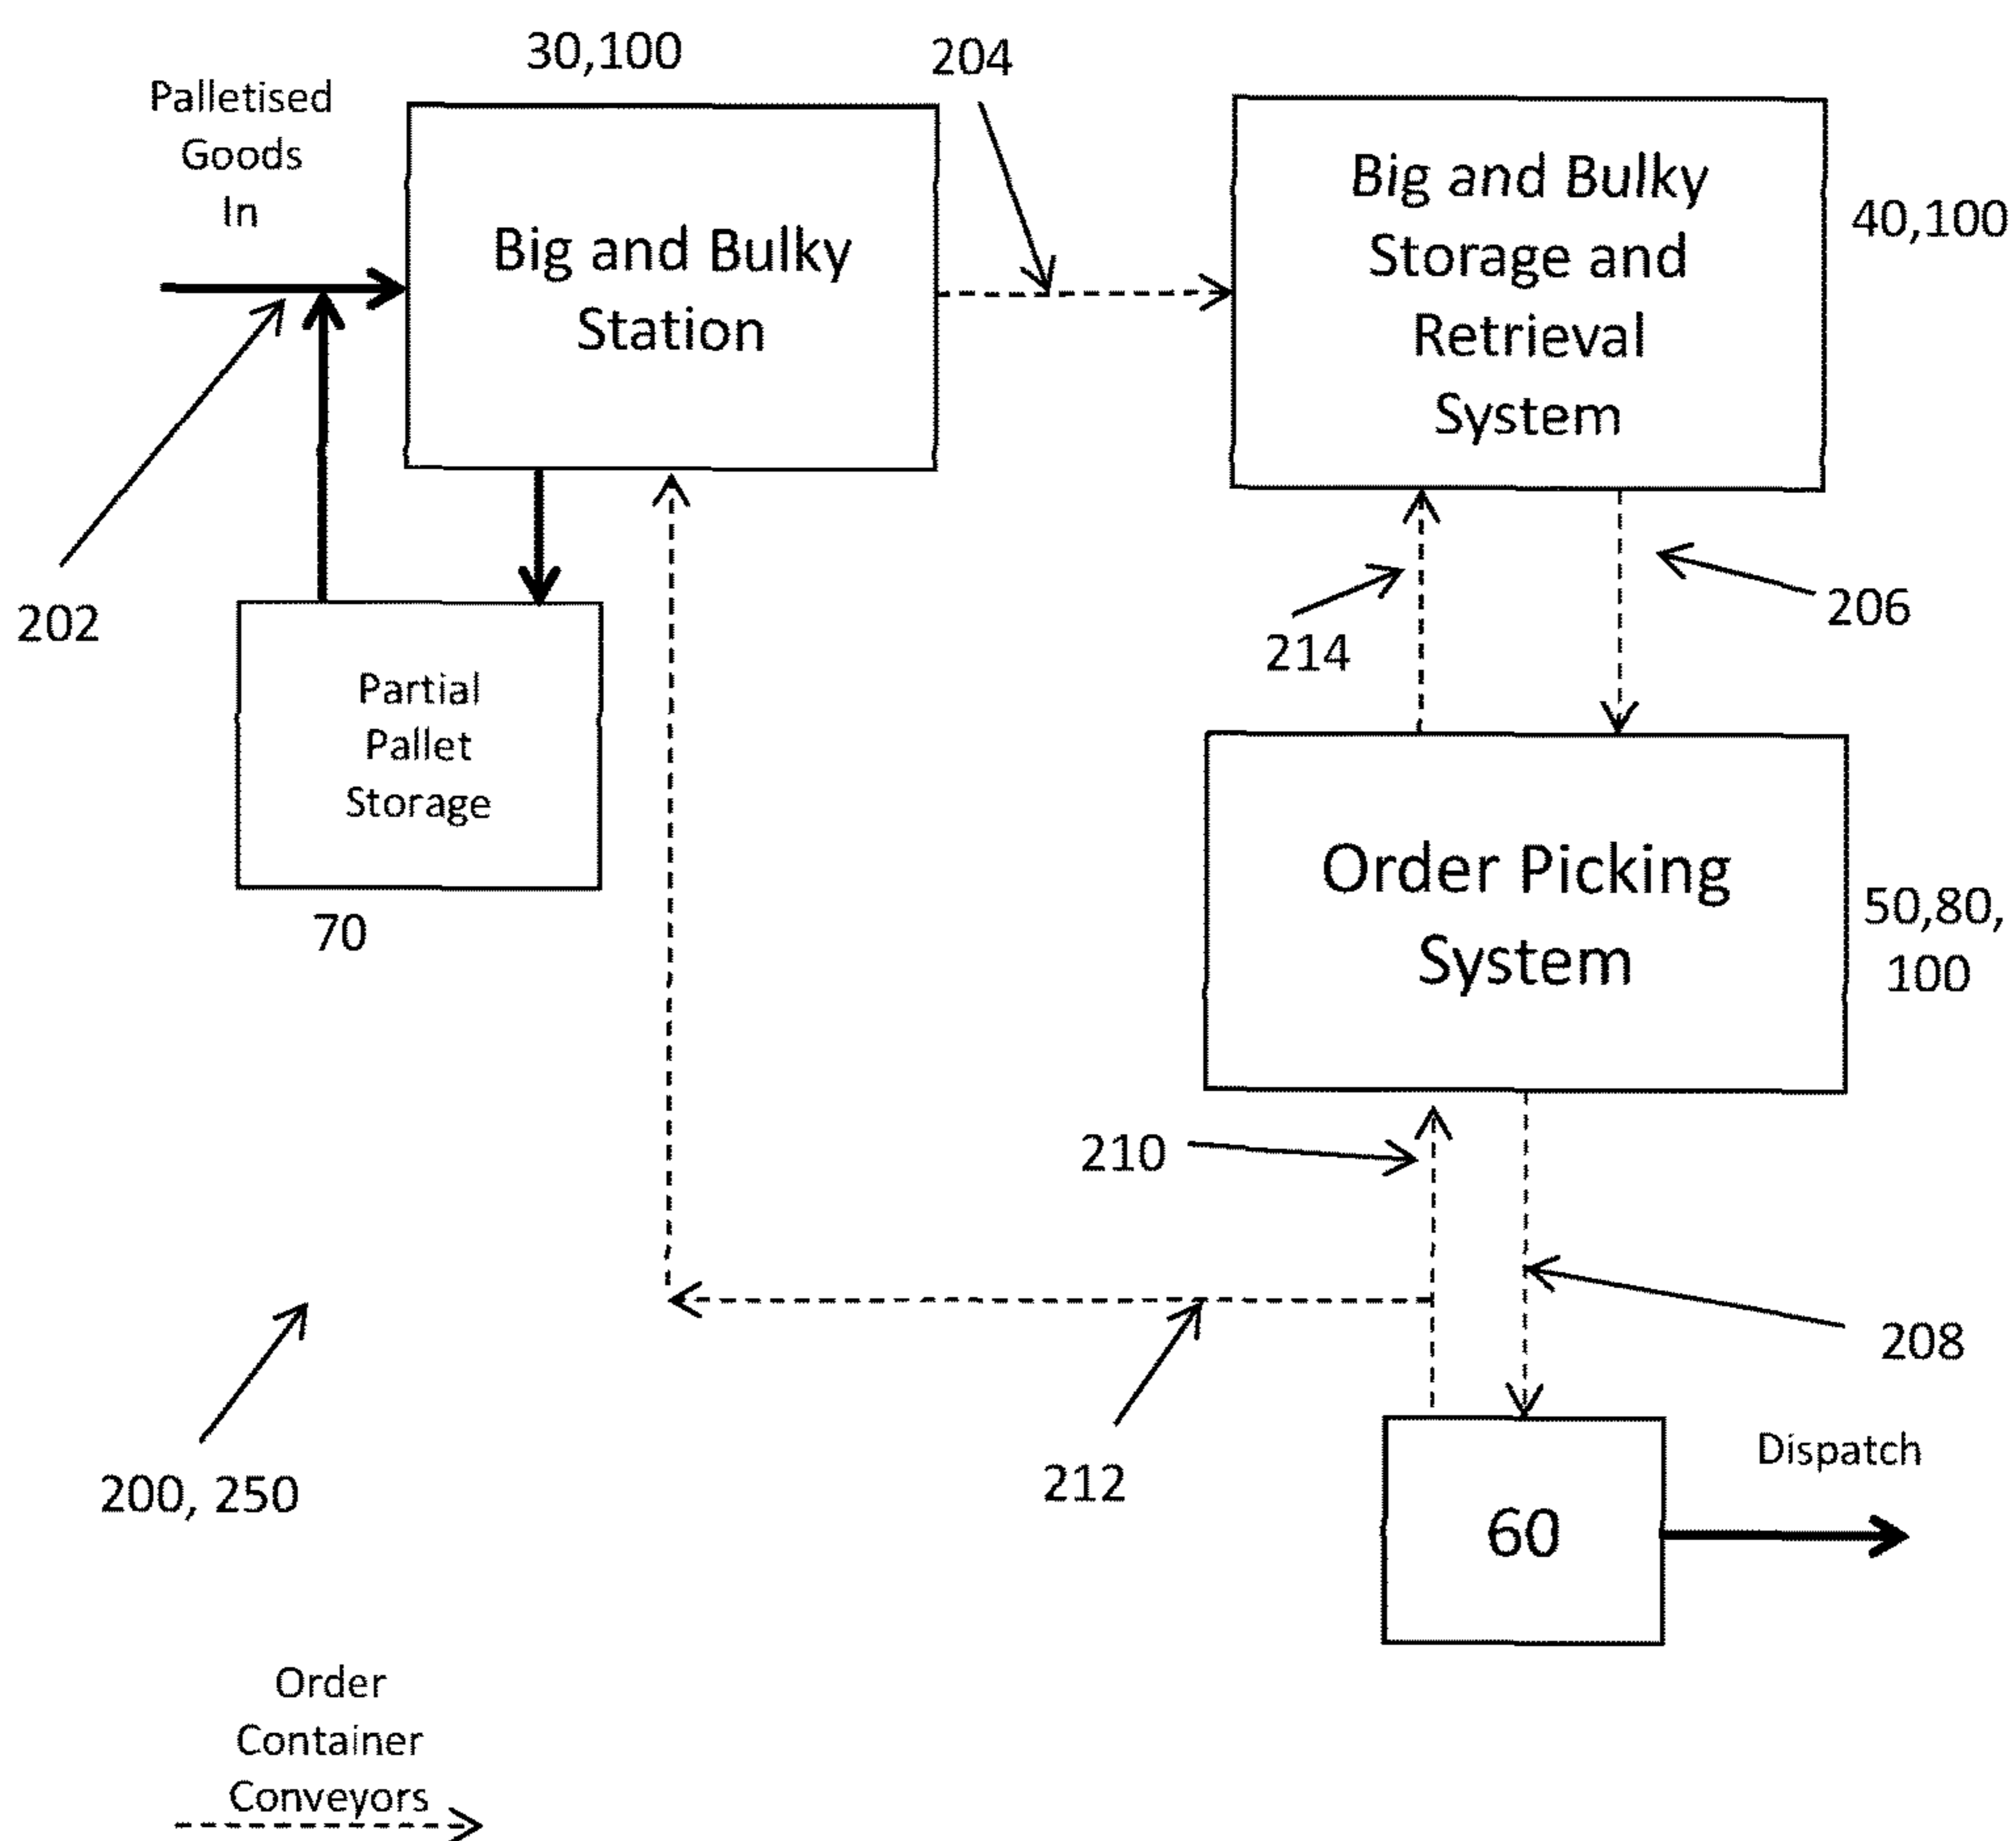 30,100
204
Palletised
Goods
In
Big and Bulky
Station
Big and Bulky
Storage and
Retrieval
System
40,100
202
214
206
Partial
Pallet
Storage
70
Order Picking
System
50,80,
100
210
208
212
200, 250
Dispatch
60
Order
Container
Conveyors